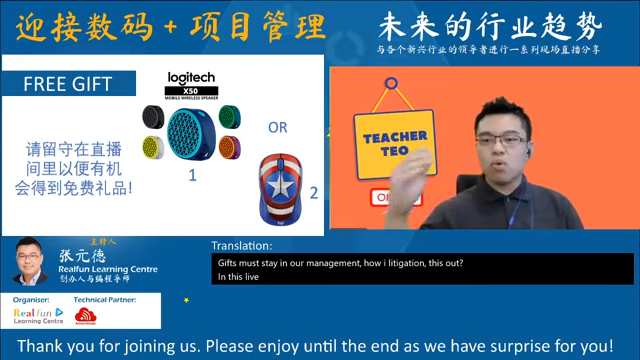 迎接数码 + 项目管理
未来的行业趋势
与各个新兴行业的领导者进行一系列现场直播分享
FREE GIFT
logitech
X50
MOBILE WIRELESS SPEAKER
请留守在直播
间里以便有机
会得到免费礼品!
1
OR
2
TEACHER
TEO
主持人
张元德
Realfun Learning Centre
创办人与编程导师
Organiser:
Realfun
Learning Centre
Technical Partner:
Translation:
Gifts must stay in our management, how i litigation, this out?
In this live
Thank you for joining us. Please enjoy until the end as we have surprise for you!